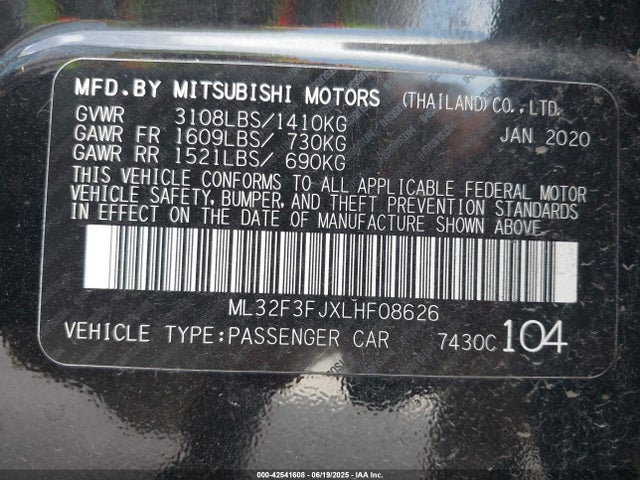 MFD.BY MITSUBISHI MOTORS (THAILAND) CO.,LTD.
GVWR 3108LBS/1410KG JAN 2020
GAWR FR 1609LBS/ 730KG
GAWR RR 1521LBS/ 690KG
THIS VEHICLE CONFORMS TO ALL APPLICABLE FEDERAL MOTOR
VEHICLE SAFETY, BUMPER, AND THEFT PREVENTION STANDARDS
IN EFFECT ON THE DATE OF MANUFACTURE SHOWN ABOVE.
ML32F3FJXLHF08626
VEHICLE TYPE:PASSENGER CAR 7430C 104
000-42541608 - 06/19/2025 - IAA Inc.